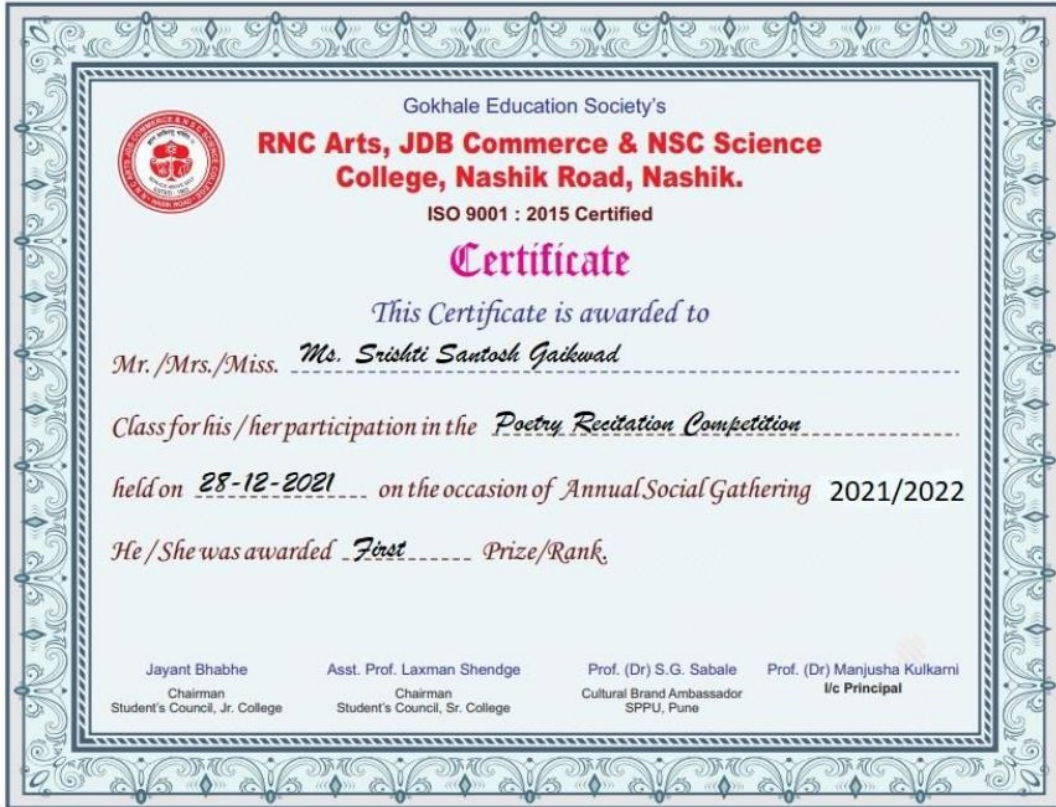 Gokhale Education Society's
RNC Arts, JDB Commerce & NSC Science
College, Nashik Road, Nashik.
ISO 9001 : 2015 Certified
Certificate
This Certificate is awarded to
Mr./Mrs./Miss. Ms. Srishti Santosh Gaikwad
Class for his / her participation in the Poetry Recitation Competition
held on 28-12-2021 on the occasion of Annual Social Gathering 2021/2022
He / She was awarded First Prize/Rank.
Jayant Bhabhe
Chairman
Student's Council, Jr. College
Asst. Prof. Laxman Shendge
Chairman
Student's Council, Sr. College
Prof. (Dr) S.G. Sabale
Cultural Brand Ambassador
SPPU, Pune
Prof. (Dr) Manjusha Kulkarni
I/c Principal